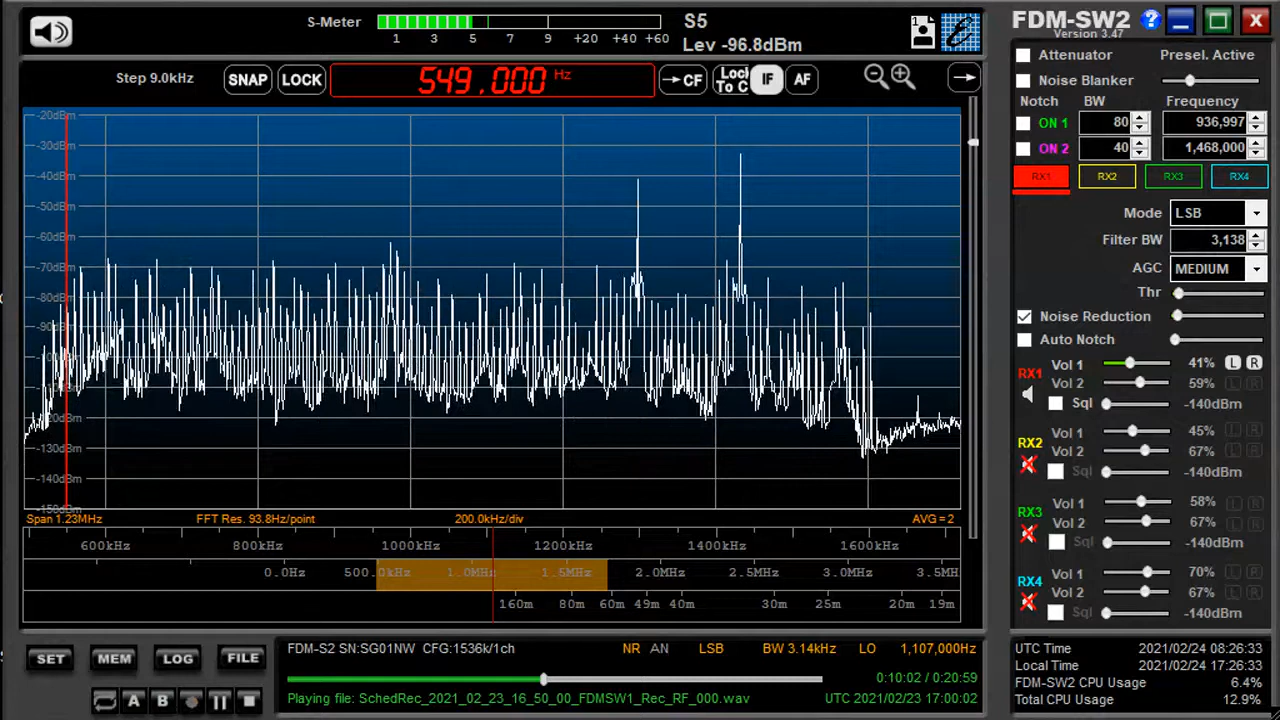 S-Meter
1 3 5 7 9 +20 +40 +60
S5
Lev -96.8dBm
1
FDM-SW2
Version 3.47
?
X
Step 9.0kHz
SNAP
LOCK
549.000 Hz
→CF
Lock
To C
IF
AF
-20dBm
-30dBm
-40dBm
-50dBm
-60dBm
-70dBm
-80dBm
-90dBm
-120dBm
-130dBm
-140dBm
-150dBm
Span 1.23MHz
FFT Res. 93.8Hz/point
200.0kHz/div
AVG=2
600kHz 800kHz 1000kHz 1200kHz 1400kHz 1600kHz
0.0Hz 500.0kHz 1.0MHz 1.5MHz 2.0MHz 2.5MHz 3.0MHz 3.5MH
160m 80m 60m 49m 40m 30m 25m 20m 19m
SET
MEM
LOG
FILE
A
B
FDM-S2 SN:SG01NW CFG:1536k/1ch
NR AN LSB BW 3.14kHz LO 1,107,000Hz
0:10:02 / 0:20:59
Playing file: SchedRec_2021_02_23_16_50_00_FDMSW1_Rec_RF_000.wav
UTC 2021/02/23 17:00:02
Attenuator
Presel. Active
Noise Blanker
Notch BW Frequency
ON 1 80 936,997
ON 2 40 1,468,000
RX1 RX2 RX3 RX4
Mode LSB
Filter BW 3,138
AGC MEDIUM
Thr
Noise Reduction
Auto Notch
RX1
Vol 1 41% L R
Vol 2 59% L R
Sql -140dBm
RX2
Vol 1 45% L R
Vol 2 67% L R
Sql -140dBm
RX3
Vol 1 58% L R
Vol 2 67% L R
Sql -140dBm
RX4
Vol 1 70% L R
Vol 2 67% L R
Sql -140dBm
UTC Time 2021/02/24 08:26:33
Local Time 2021/02/24 17:26:33
FDM-SW2 CPU Usage 6.4%
Total CPU Usage 12.9%